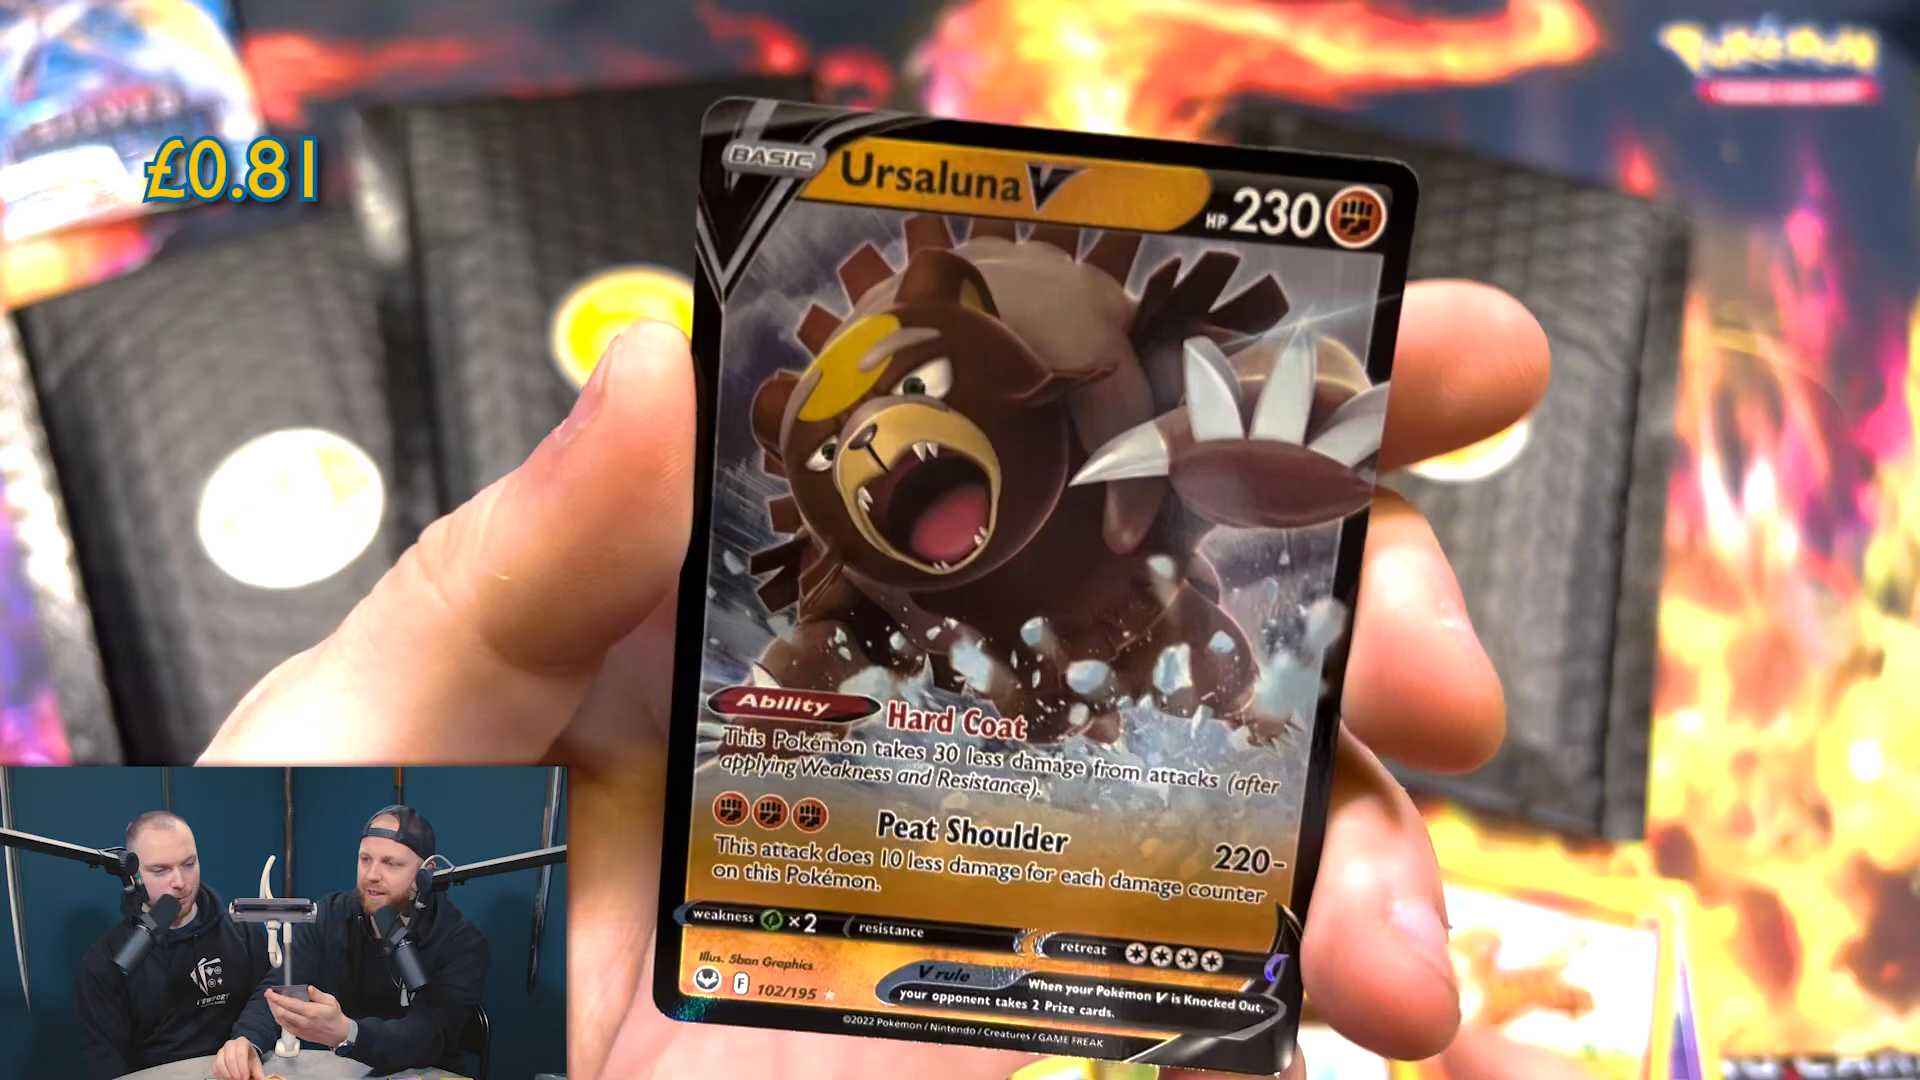 Pokémon
£0.81
BASIC
Ursaluna V
HP 230
Ability Hard Coat
This Pokémon takes 30 less damage from attacks (after
applying Weakness and Resistance).
Peat Shoulder 220-
This attack does 10 less damage for each damage counter
on this Pokémon.
weakness ×2 resistance retreat
Illus. 5ban Graphics
F 102/195
V rule
When your Pokémon V is Knocked Out,
your opponent takes 2 Prize cards.
©2022 Pokémon / Nintendo / Creatures / GAME FREAK